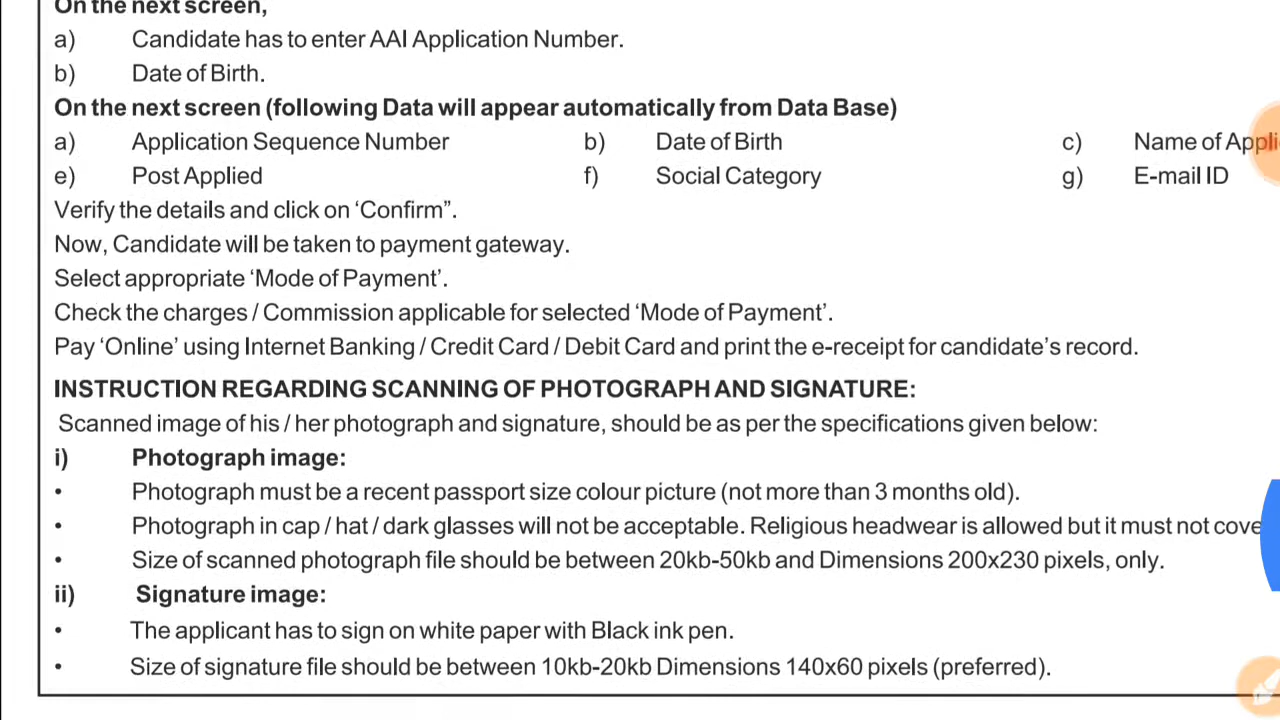 On the next screen,
a) Candidate has to enter AAI Application Number.
b) Date of Birth.
On the next screen (following Data will appear automatically from Data Base)
a) Application Sequence Number b) Date of Birth c) Name of Appli
e) Post Applied f) Social Category g) E-mail ID
Verify the details and click on ‘Confirm”.
Now, Candidate will be taken to payment gateway.
Select appropriate ‘Mode of Payment’.
Check the charges / Commission applicable for selected ‘Mode of Payment’.
Pay ‘Online’ using Internet Banking / Credit Card / Debit Card and print the e-receipt for candidate’s record.
INSTRUCTION REGARDING SCANNING OF PHOTOGRAPH AND SIGNATURE:
Scanned image of his / her photograph and signature, should be as per the specifications given below:
i) Photograph image:
• Photograph must be a recent passport size colour picture (not more than 3 months old).
• Photograph in cap / hat / dark glasses will not be acceptable. Religious headwear is allowed but it must not cove
• Size of scanned photograph file should be between 20kb-50kb and Dimensions 200x230 pixels, only.
ii) Signature image:
• The applicant has to sign on white paper with Black ink pen.
• Size of signature file should be between 10kb-20kb Dimensions 140x60 pixels (preferred).